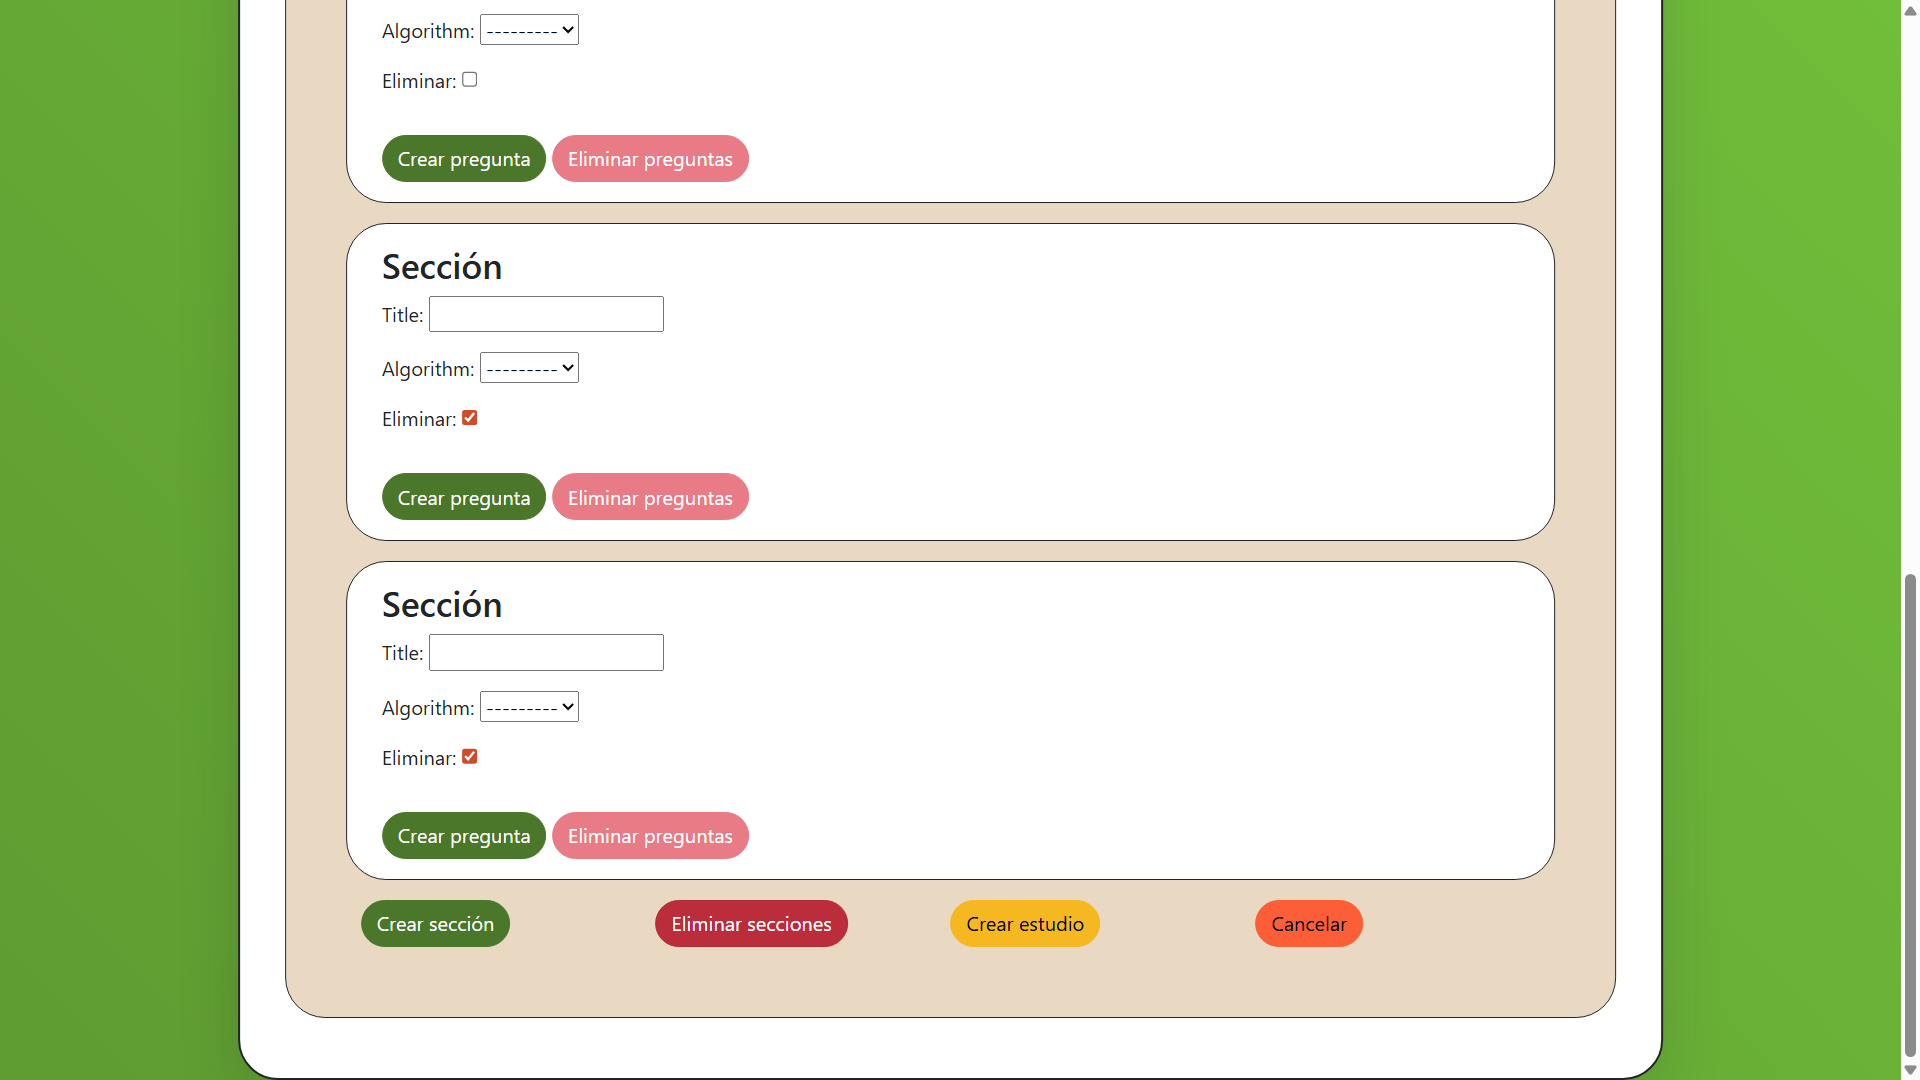 Algorithm: ---------
Eliminar:
Crear pregunta Eliminar preguntas
Sección
Title:
Algorithm: ---------
Eliminar:
Crear pregunta Eliminar preguntas
Sección
Title:
Algorithm: ---------
Eliminar:
Crear pregunta Eliminar preguntas
Crear sección Eliminar secciones Crear estudio Cancelar